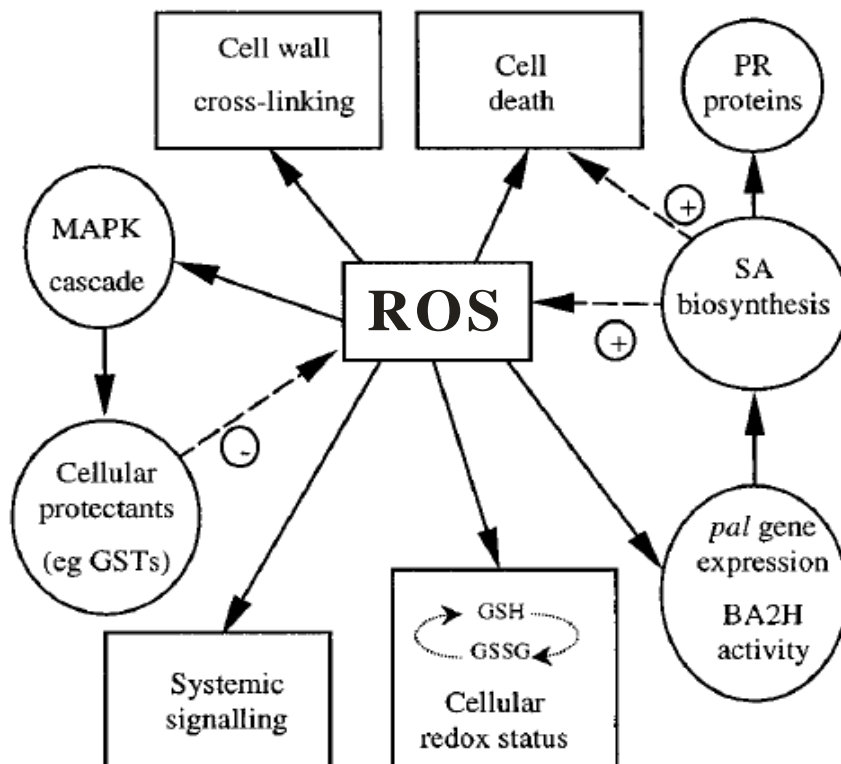 Cell wall
cross-linking
Cell
death
PR
proteins
MAPK
cascade
+
SA
biosynthesis
ROS
+
-
Cellular
protectants
(eg GSTs)
pal gene
expression
BA2H
activity
GSH
GSSG
Cellular
redox status
Systemic
signalling